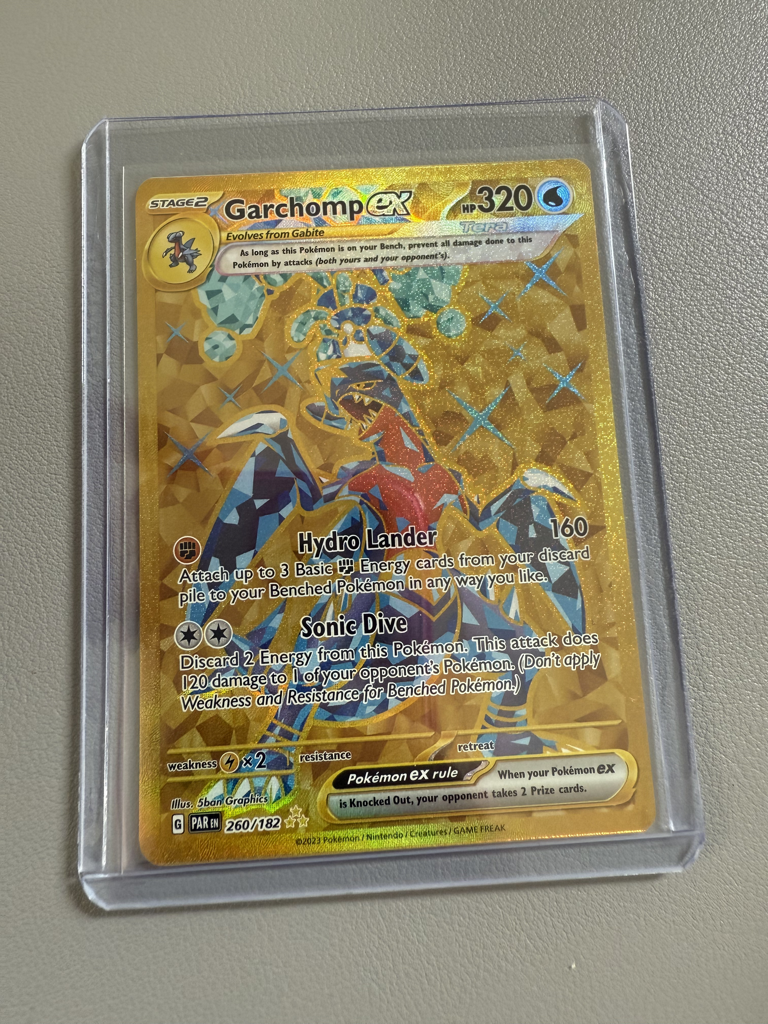 STAGE2 Garchomp ex HP 320
Tera
Evolves from Gabite
As long as this Pokémon is on your Bench, prevent all damage done to this
Pokémon by attacks (both yours and your opponent's).
Hydro Lander 160
Attach up to 3 Basic Energy cards from your discard
pile to your Benched Pokémon in any way you like.
Sonic Dive
Discard 2 Energy from this Pokémon. This attack does
120 damage to 1 of your opponent's Pokémon. (Don't apply
Weakness and Resistance for Benched Pokémon.)
weakness ×2 resistance retreat
Pokémon ex rule When your Pokémon ex
is Knocked Out, your opponent takes 2 Prize cards.
Illus. 5ban Graphics
G PAR EN 260/182
©2023 Pokémon / Nintendo / Creatures / GAME FREAK